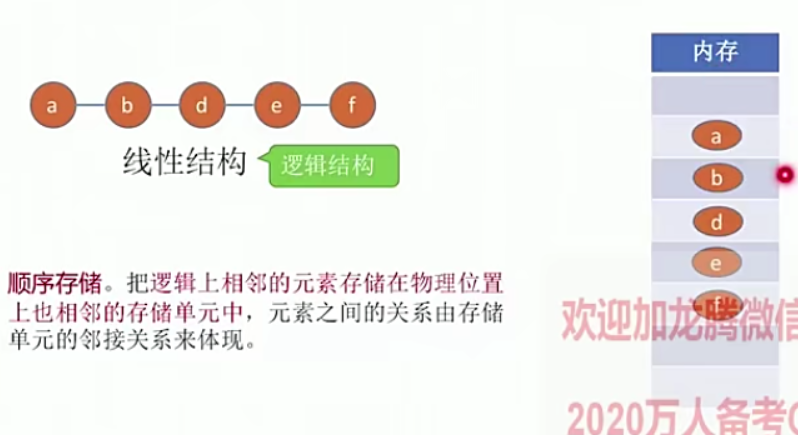 内存
a b d e f
线性结构
逻辑结构
a
b
d
e
f
顺序存储。把逻辑上相邻的元素存储在物理位置
上也相邻的存储单元中，元素之间的关系由存储
单元的邻接关系来体现。
欢迎加龙腾微信
2020万人备考